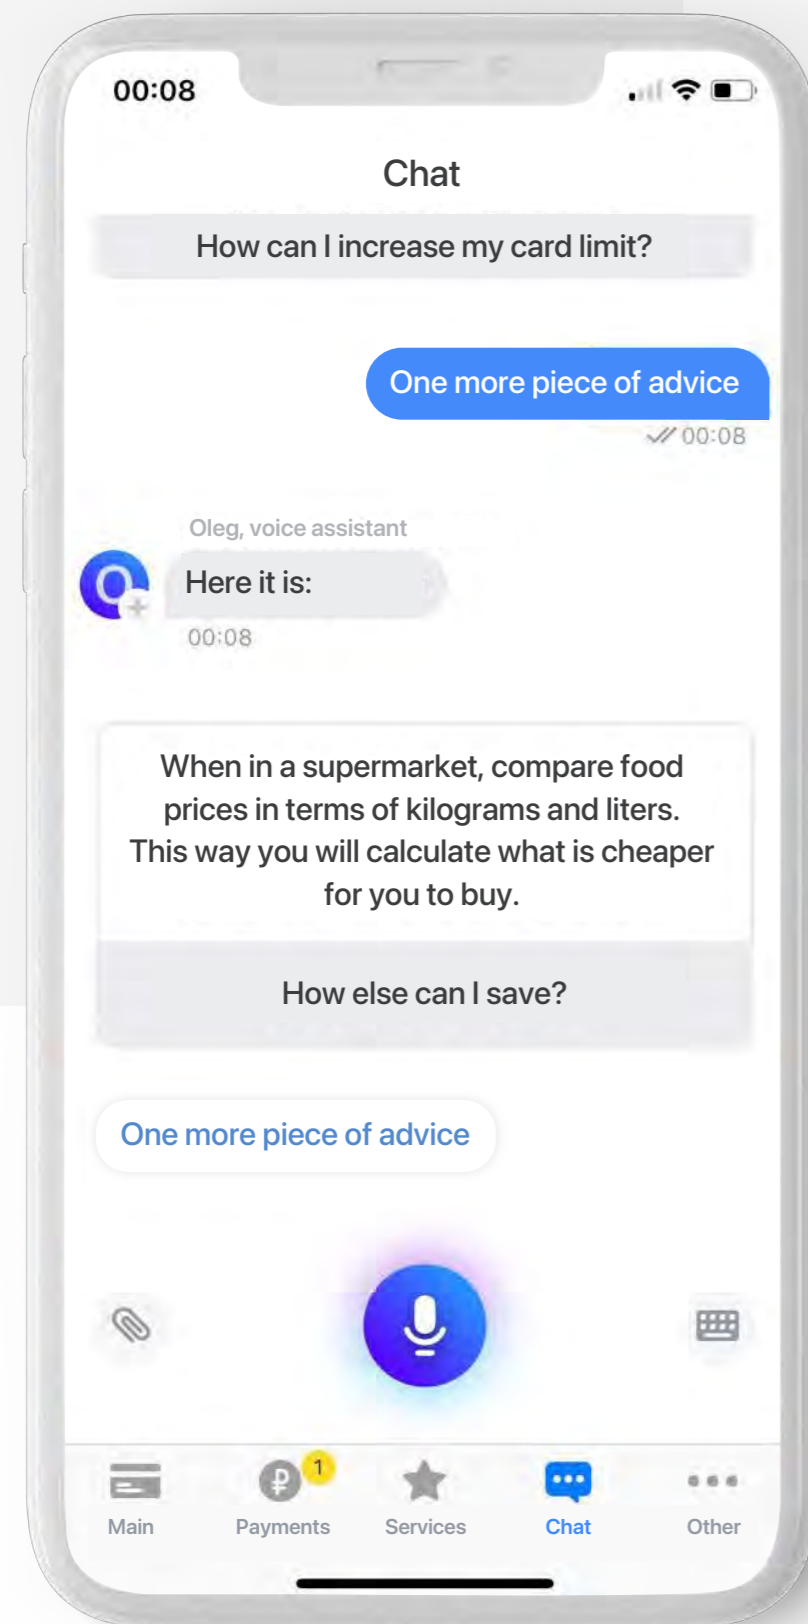 00:08
Chat
How can I increase my card limit?
One more piece of advice
00:08
Oleg, voice assistant
O
Here it is:
00:08
When in a supermarket, compare food
prices in terms of kilograms and liters.
This way you will calculate what is cheaper
for you to buy.
How else can I save?
One more piece of advice
₽ 1
Main Payments Services Chat Other